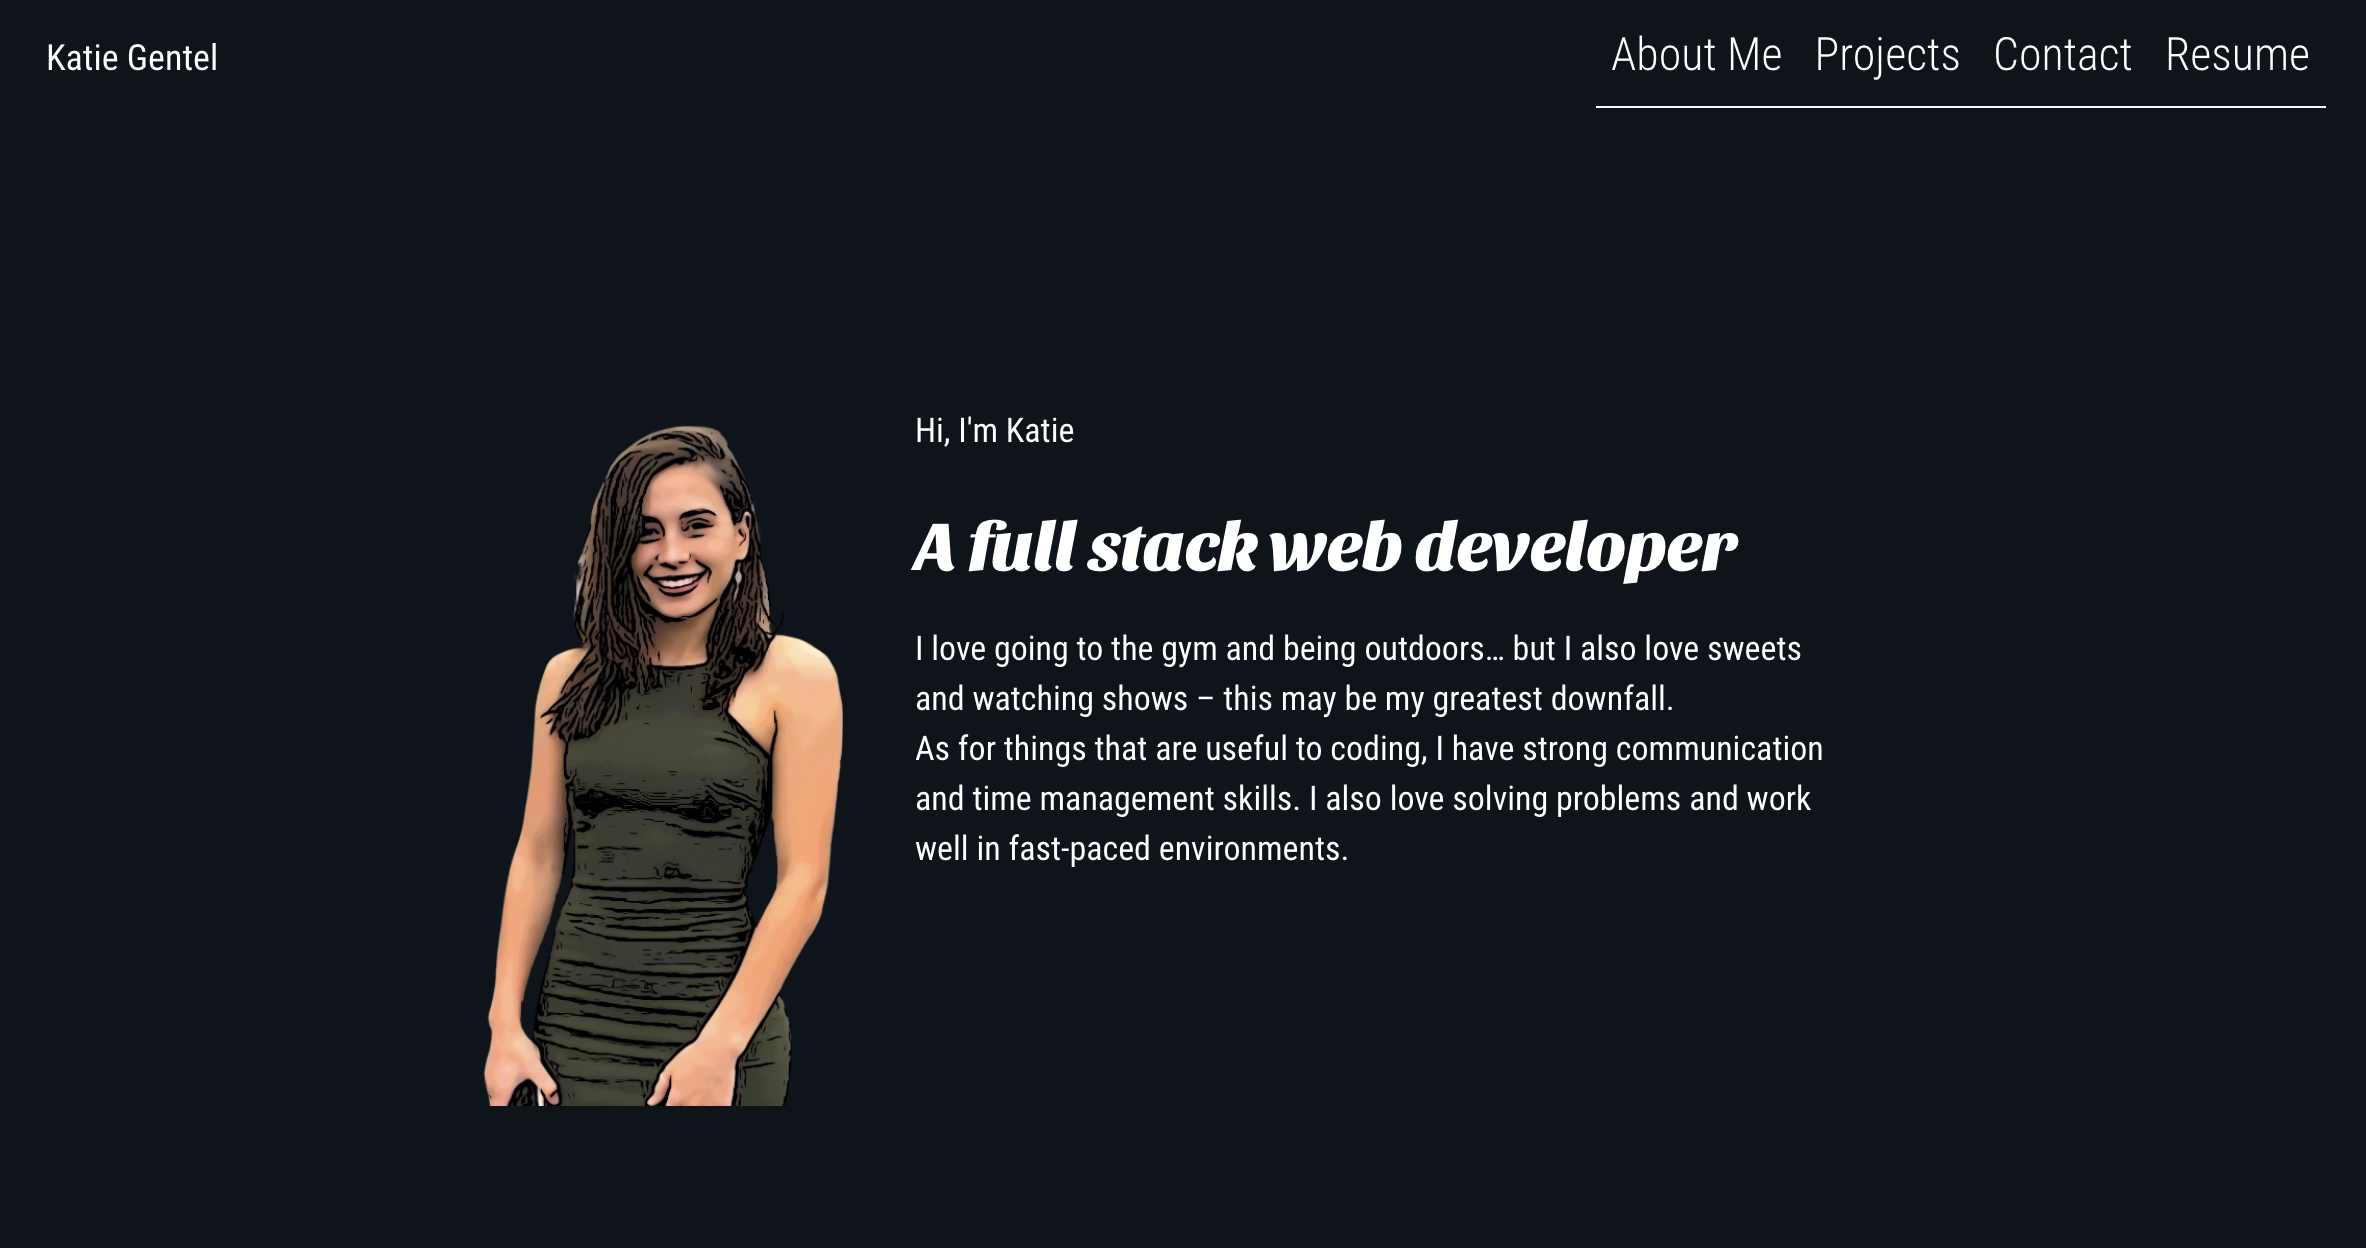 Katie Gentel
About Me Projects Contact Resume
Hi, I'm Katie
A full stack web developer
I love going to the gym and being outdoors... but I also love sweets
and watching shows – this may be my greatest downfall.
As for things that are useful to coding, I have strong communication
and time management skills. I also love solving problems and work
well in fast-paced environments.